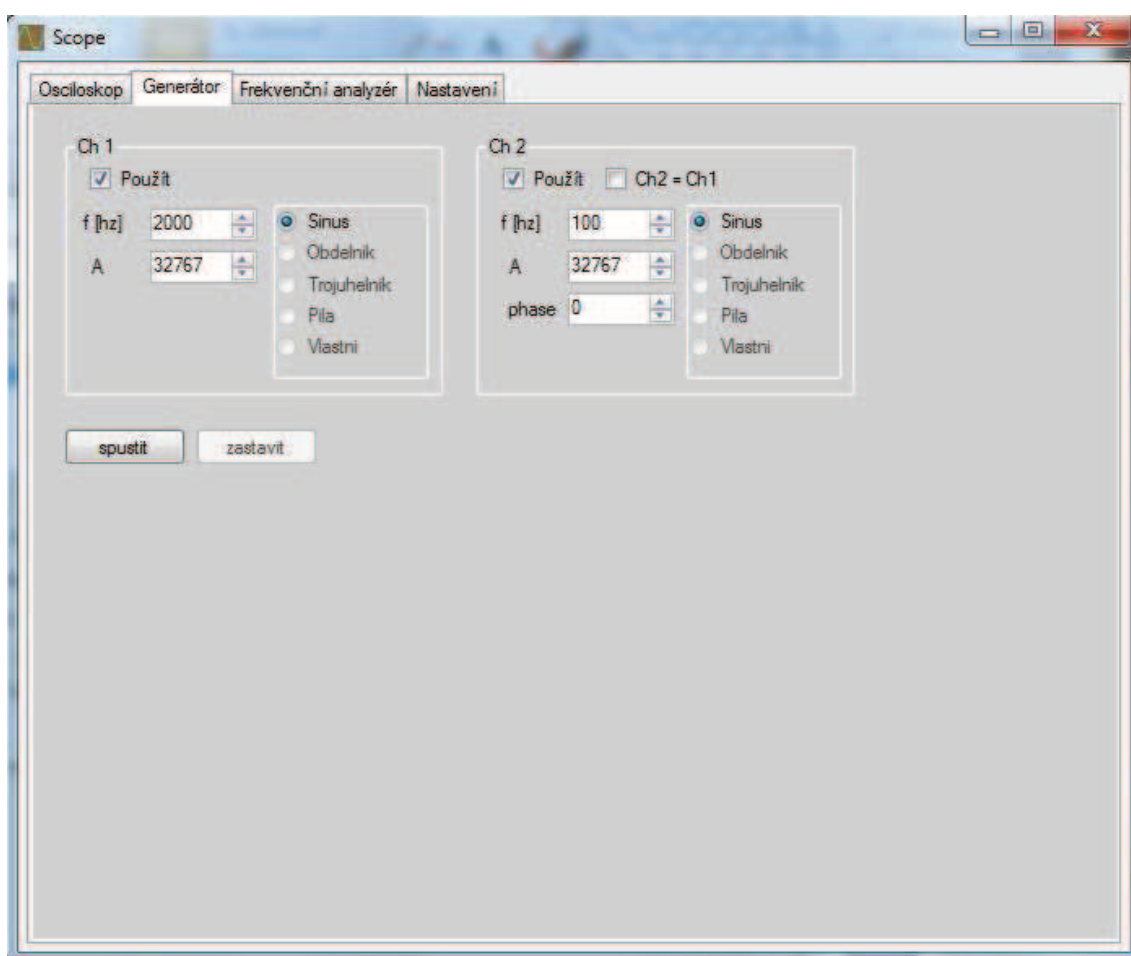 Scope
Osciloskop Generátor Frekvenční analyzér Nastavení
Ch 1
Použít
f [hz] 2000
A 32767
Sinus
Obdelnik
Trojuhelnik
Pila
Vlastni
Ch 2
Použít Ch2 = Ch1
f [hz] 100
A 32767
phase 0
Sinus
Obdelnik
Trojuhelnik
Pila
Vlastni
spustit zastavit